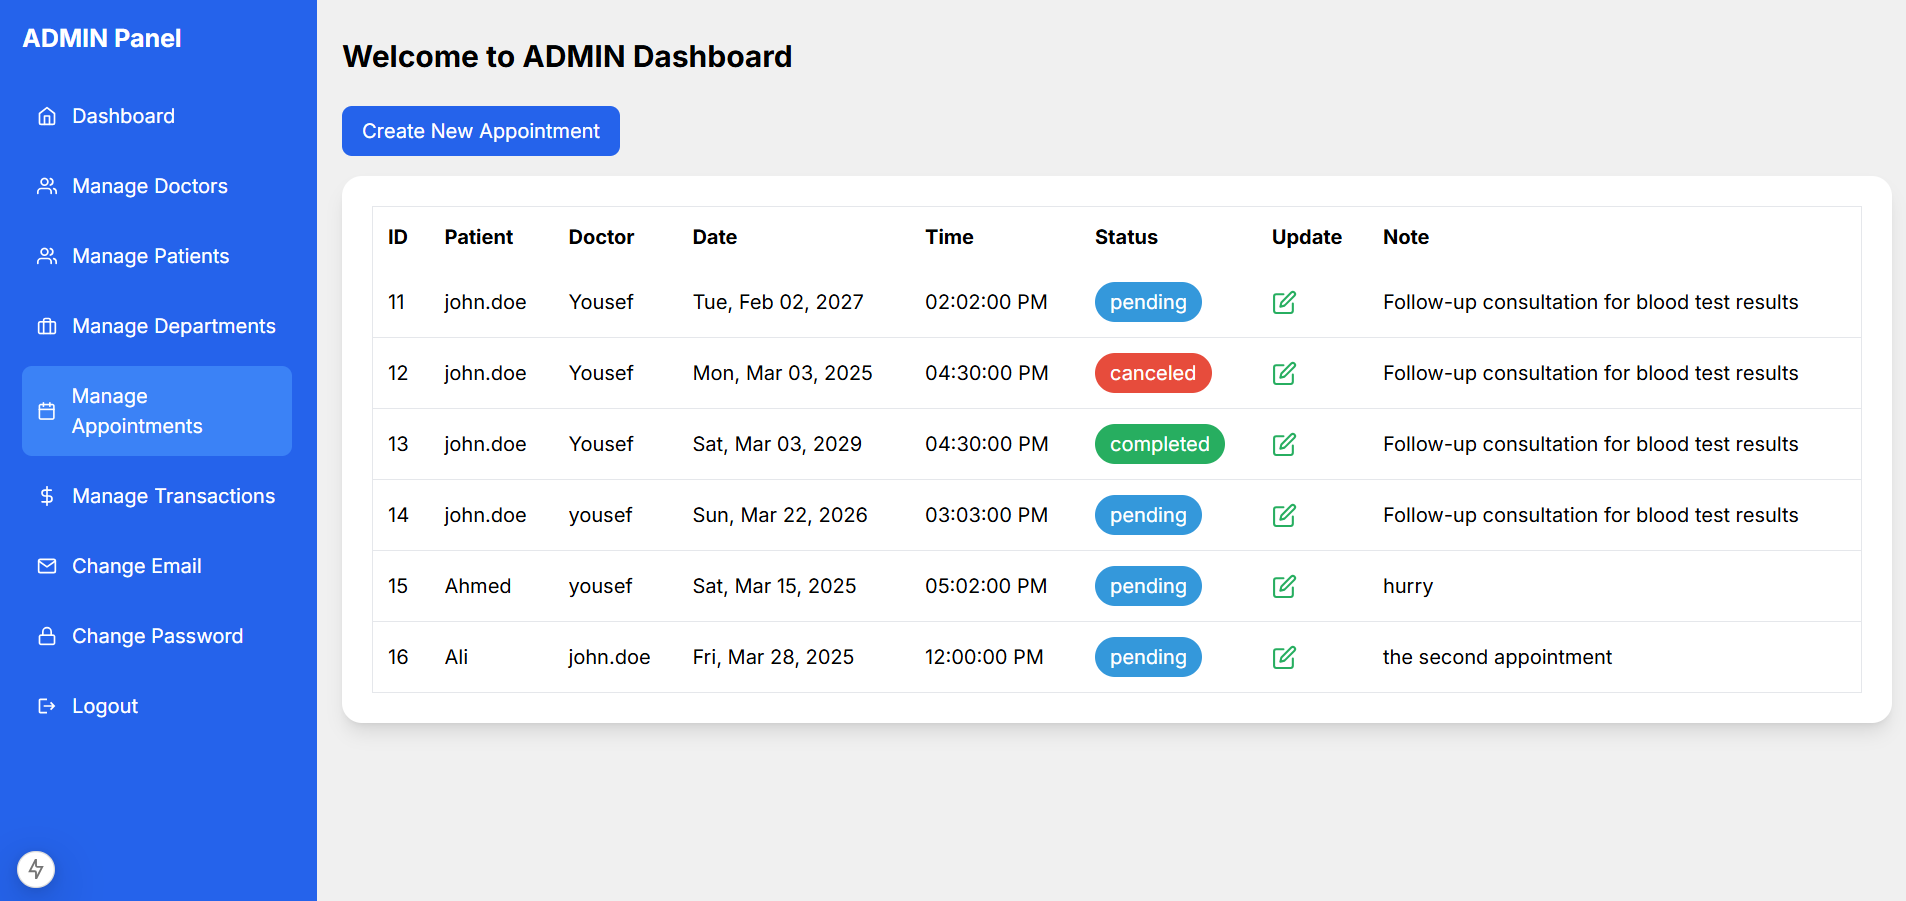 ADMIN Panel
Dashboard
Manage Doctors
Manage Patients
Manage Departments
Manage
Appointments
Manage Transactions
Change Email
Change Password
Logout
Welcome to ADMIN Dashboard
Create New Appointment
ID Patient Doctor Date Time Status Update Note
11 john.doe Yousef Tue, Feb 02, 2027 02:02:00 PM pending Follow-up consultation for blood test results
12 john.doe Yousef Mon, Mar 03, 2025 04:30:00 PM canceled Follow-up consultation for blood test results
13 john.doe Yousef Sat, Mar 03, 2029 04:30:00 PM completed Follow-up consultation for blood test results
14 john.doe yousef Sun, Mar 22, 2026 03:03:00 PM pending Follow-up consultation for blood test results
15 Ahmed yousef Sat, Mar 15, 2025 05:02:00 PM pending hurry
16 Ali john.doe Fri, Mar 28, 2025 12:00:00 PM pending the second appointment